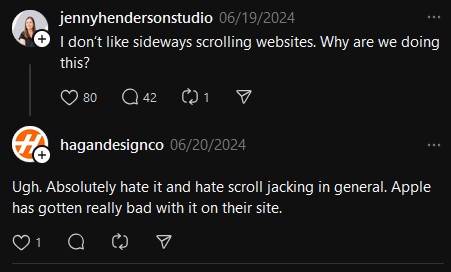 jennyhendersonstudio 06/19/2024
I don't like sideways scrolling websites. Why are we doing
this?
80 42 1
hagandesignco 06/20/2024
Ugh. Absolutely hate it and hate scroll jacking in general. Apple
has gotten really bad with it on their site.
1